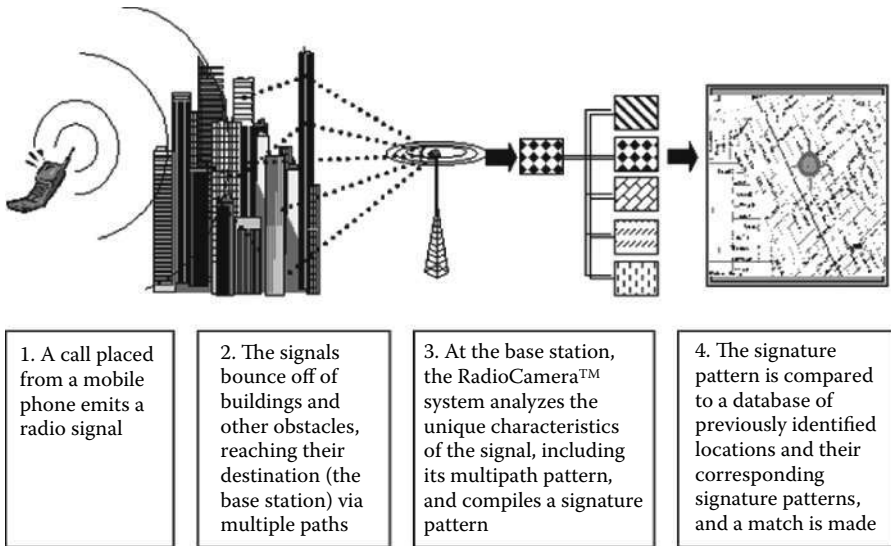 1. A call placed
from a mobile
phone emits a
radio signal
2. The signals
bounce off of
buildings and
other obstacles,
reaching their
destination (the
base station) via
multiple paths
3. At the base station,
the RadioCamera™
system analyzes the
unique characteristics
of the signal, including
its multipath pattern,
and compiles a signature
pattern
4. The signature
pattern is compared
to a database of
previously identified
locations and their
corresponding
signature patterns,
and a match is made